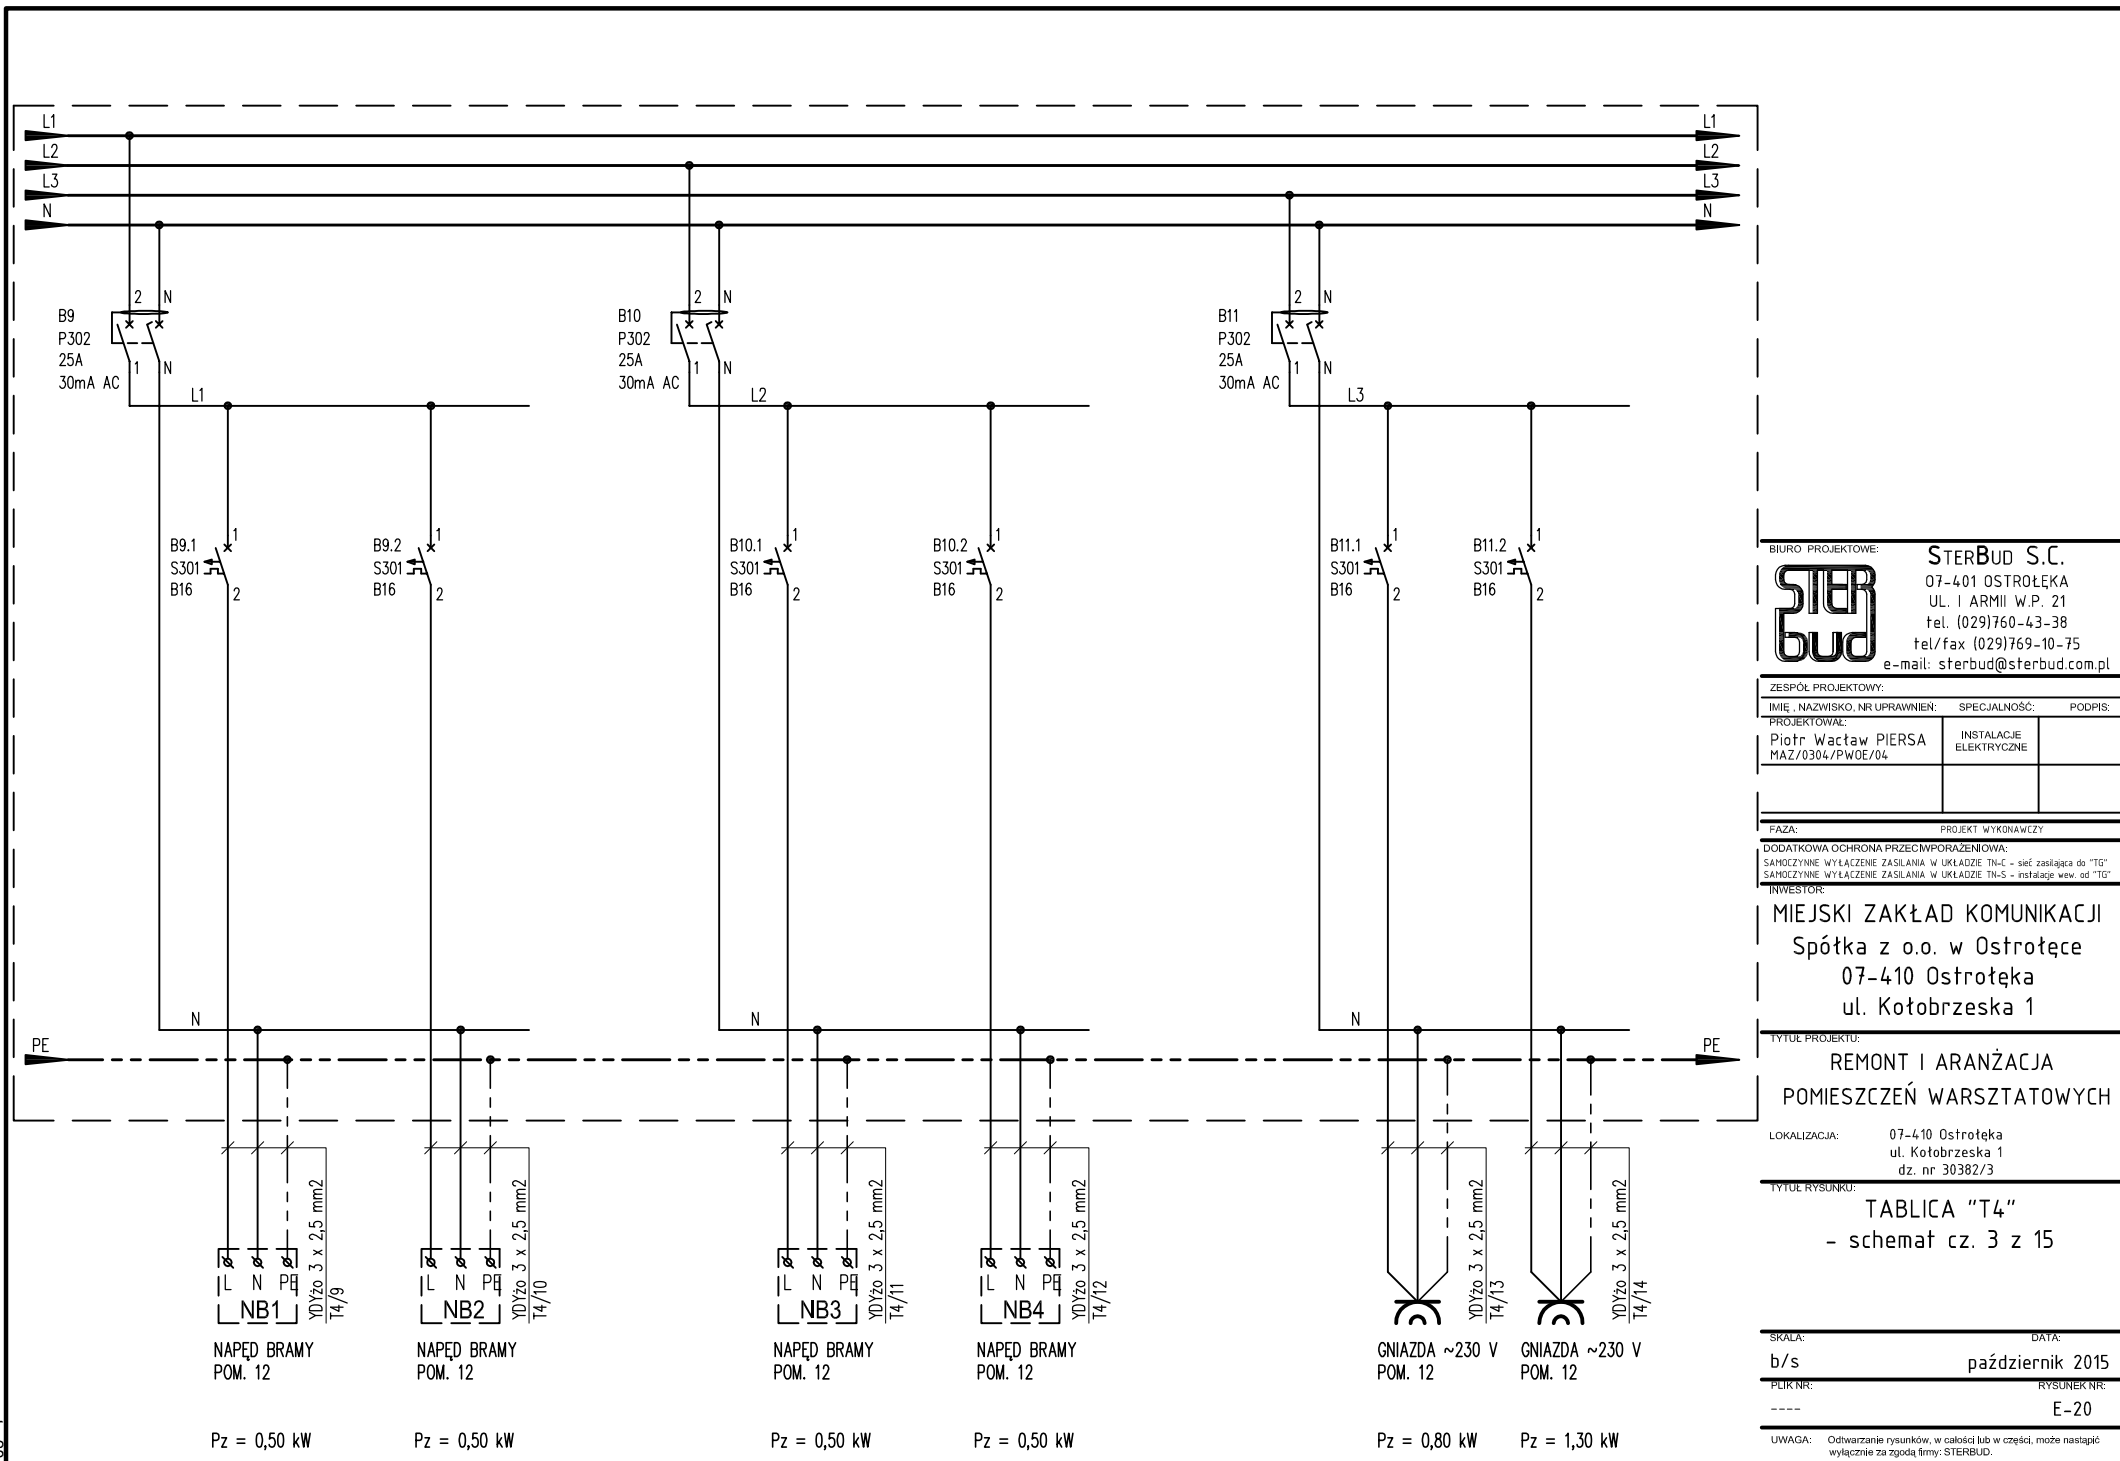 L1
L2
L3
N
L1
L2
L3
N
2 N
B9
P302
25A
30mA AC
1 N
L1
2 N
B10
P302
25A
30mA AC
1 N
L2
2 N
B11
P302
25A
30mA AC
1 N
L3
B9.1
S301
B16
1
2
B9.2
S301
B16
1
2
B10.1
S301
B16
1
2
B10.2
S301
B16
1
2
B11.1
S301
B16
1
2
B11.2
S301
B16
1
2
N
N
N
PE
PE
YDYżo 3 x 2,5 mm2
T4/9
YDYżo 3 x 2,5 mm2
T4/10
YDYżo 3 x 2,5 mm2
T4/11
YDYżo 3 x 2,5 mm2
T4/12
YDYżo 3 x 2,5 mm2
T4/13
YDYżo 3 x 2,5 mm2
T4/14
L N PE
NB1
NAPĘD BRAMY
POM. 12
Pz = 0,50 kW
L N PE
NB2
NAPĘD BRAMY
POM. 12
Pz = 0,50 kW
L N PE
NB3
NAPĘD BRAMY
POM. 12
Pz = 0,50 kW
L N PE
NB4
NAPĘD BRAMY
POM. 12
Pz = 0,50 kW
GNIAZDA ~230 V
POM. 12
Pz = 0,80 kW
GNIAZDA ~230 V
POM. 12
Pz = 1,30 kW
BIURO PROJEKTOWE:
STER
bud
STERBUD S.C.
07-401 OSTROŁĘKA
UL. I ARMII W.P. 21
tel. (029)760-43-38
tel/fax (029)769-10-75
e-mail: sterbud@sterbud.com.pl
ZESPÓŁ PROJEKTOWY:
IMIĘ , NAZWISKO, NR UPRAWNIEŃ: SPECJALNOŚĆ: PODPIS:
PROJEKTOWAŁ:
Piotr Wacław PIERSA
MAZ/0304/PWOE/04
INSTALACJE
ELEKTRYCZNE
FAZA: PROJEKT WYKONAWCZY
DODATKOWA OCHRONA PRZECIWPORAŻENIOWA:
SAMOCZYNNE WYŁĄCZENIE ZASILANIA W UKŁADZIE TN-C - sieć zasilająca do "TG"
SAMOCZYNNE WYŁĄCZENIE ZASILANIA W UKŁADZIE TN-S - instalacje wew. od "TG"
INWESTOR:
MIEJSKI ZAKŁAD KOMUNIKACJI
Spółka z o.o. w Ostrołęce
07-410 Ostrołęka
ul. Kołobrzeska 1
TYTUŁ PROJEKTU:
REMONT I ARANŻACJA
POMIESZCZEŃ WARSZTATOWYCH
LOKALIZACJA: 07-410 Ostrołęka
ul. Kołobrzeska 1
dz. nr 30382/3
TYTUŁ RYSUNKU:
TABLICA "T4"
- schemat cz. 3 z 15
SKALA: DATA:
b/s październik 2015
PLIK NR: RYSUNEK NR:
---- E-20
UWAGA: Odtwarzanie rysunków, w całości lub w części, może nastąpić
wyłącznie za zgodą firmy: STERBUD.